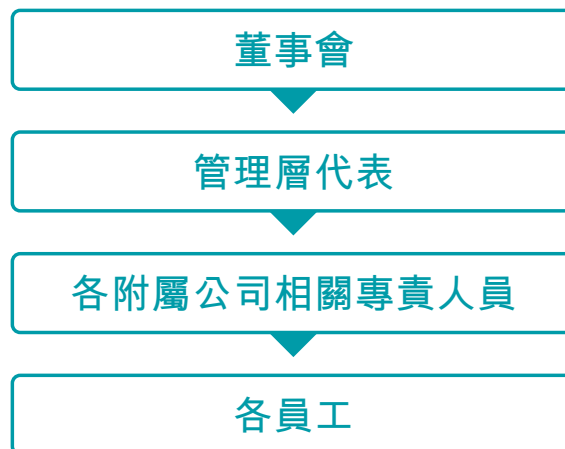 董事會
管理層代表
各附屬公司相關專責人員
各員工